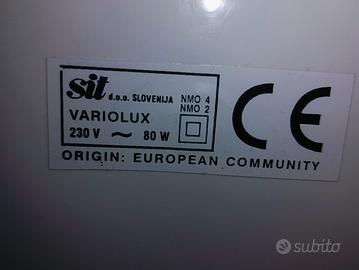 sit d.o.o. SLOVENIJA NMO 4
NMO 2
VARIOLUX
230 V ~ 80 W
CE
ORIGIN: EUROPEAN COMMUNITY
subito